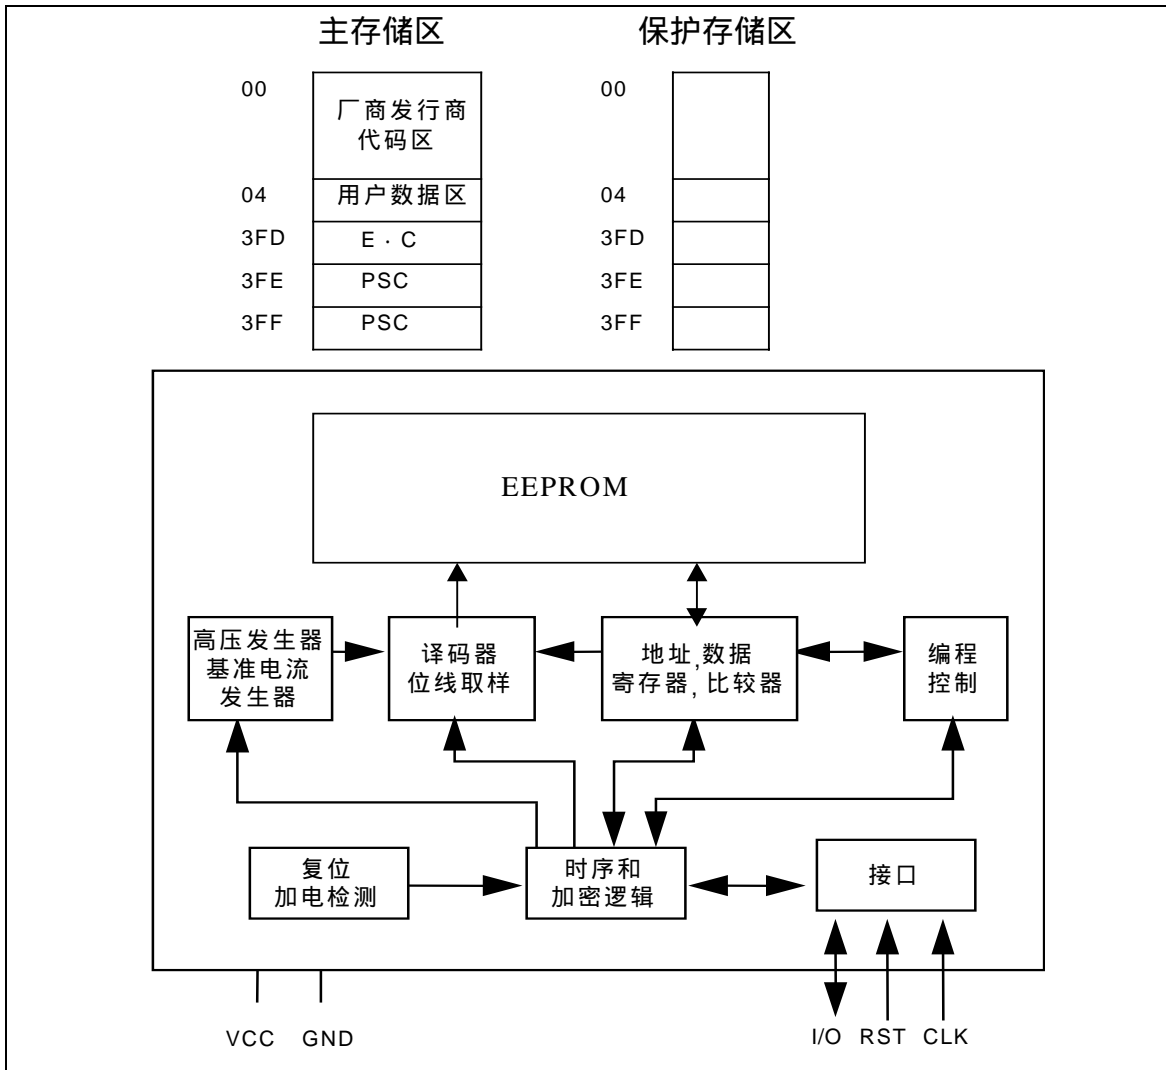 主存储区 保护存储区
00 厂商发行商 00
代码区
04 用户数据区 04
3FD E · C 3FD
3FE PSC 3FE
3FF PSC 3FF
EEPROM
高压发生器
基准电流
发生器
译码器
位线取样
地址,数据
寄存器,比较器
编程
控制
复位
加电检测
时序和
加密逻辑
接口
VCC GND I/O RST CLK